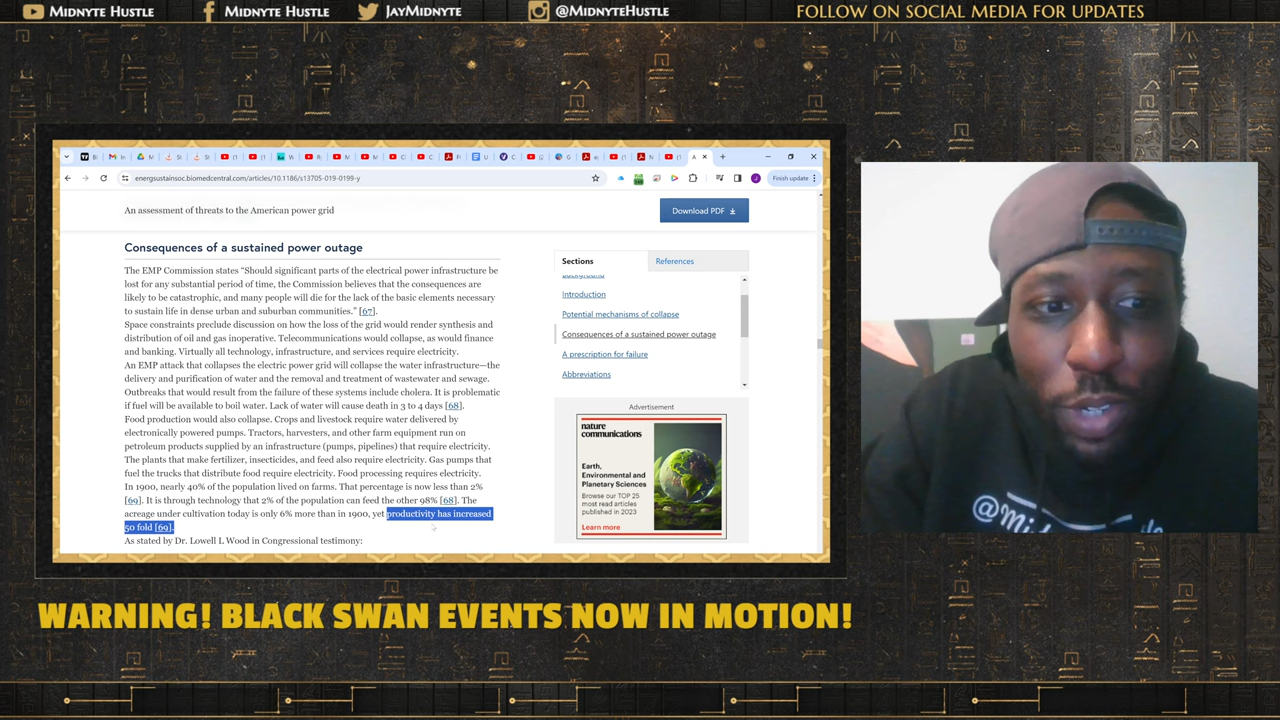 Midnyte Hustle Midnyte Hustle JayMidnyte @MidnyteHustle FOLLOW ON SOCIAL MEDIA FOR UPDATES
energsustainsoc.biomedcentral.com/articles/10.1186/s13705-019-0199-y Finish update
An assessment of threats to the American power grid
Download PDF
Consequences of a sustained power outage
The EMP Commission states “Should significant parts of the electrical power infrastructure be
lost for any substantial period of time, the Commission believes that the consequences are
likely to be catastrophic, and many people will die for the lack of the basic elements necessary
to sustain life in dense urban and suburban communities.” [67].
Space constraints preclude discussion on how the loss of the grid would render synthesis and
distribution of oil and gas inoperative. Telecommunications would collapse, as would finance
and banking. Virtually all technology, infrastructure, and services require electricity.
An EMP attack that collapses the electric power grid will collapse the water infrastructure—the
delivery and purification of water and the removal and treatment of wastewater and sewage.
Outbreaks that would result from the failure of these systems include cholera. It is problematic
if fuel will be available to boil water. Lack of water will cause death in 3 to 4 days [68].
Food production would also collapse. Crops and livestock require water delivered by
electronically powered pumps. Tractors, harvesters, and other farm equipment run on
petroleum products supplied by an infrastructure (pumps, pipelines) that require electricity.
The plants that make fertilizer, insecticides, and feed also require electricity. Gas pumps that
fuel the trucks that distribute food require electricity. Food processing requires electricity.
In 1900, nearly 40% of the population lived on farms. That percentage is now less than 2%
[69]. It is through technology that 2% of the population can feed the other 98% [68]. The
acreage under cultivation today is only 6% more than in 1900, yet productivity has increased
50 fold [69].
As stated by Dr. Lowell L Wood in Congressional testimony:
Sections References
Background
Introduction
Potential mechanisms of collapse
Consequences of a sustained power outage
A prescription for failure
Abbreviations
Advertisement
nature
communications
Earth,
Environmental and
Planetary Sciences
Browse our TOP 25
most read articles
published in 2023
Learn more
WARNING! BLACK SWAN EVENTS NOW IN MOTION!